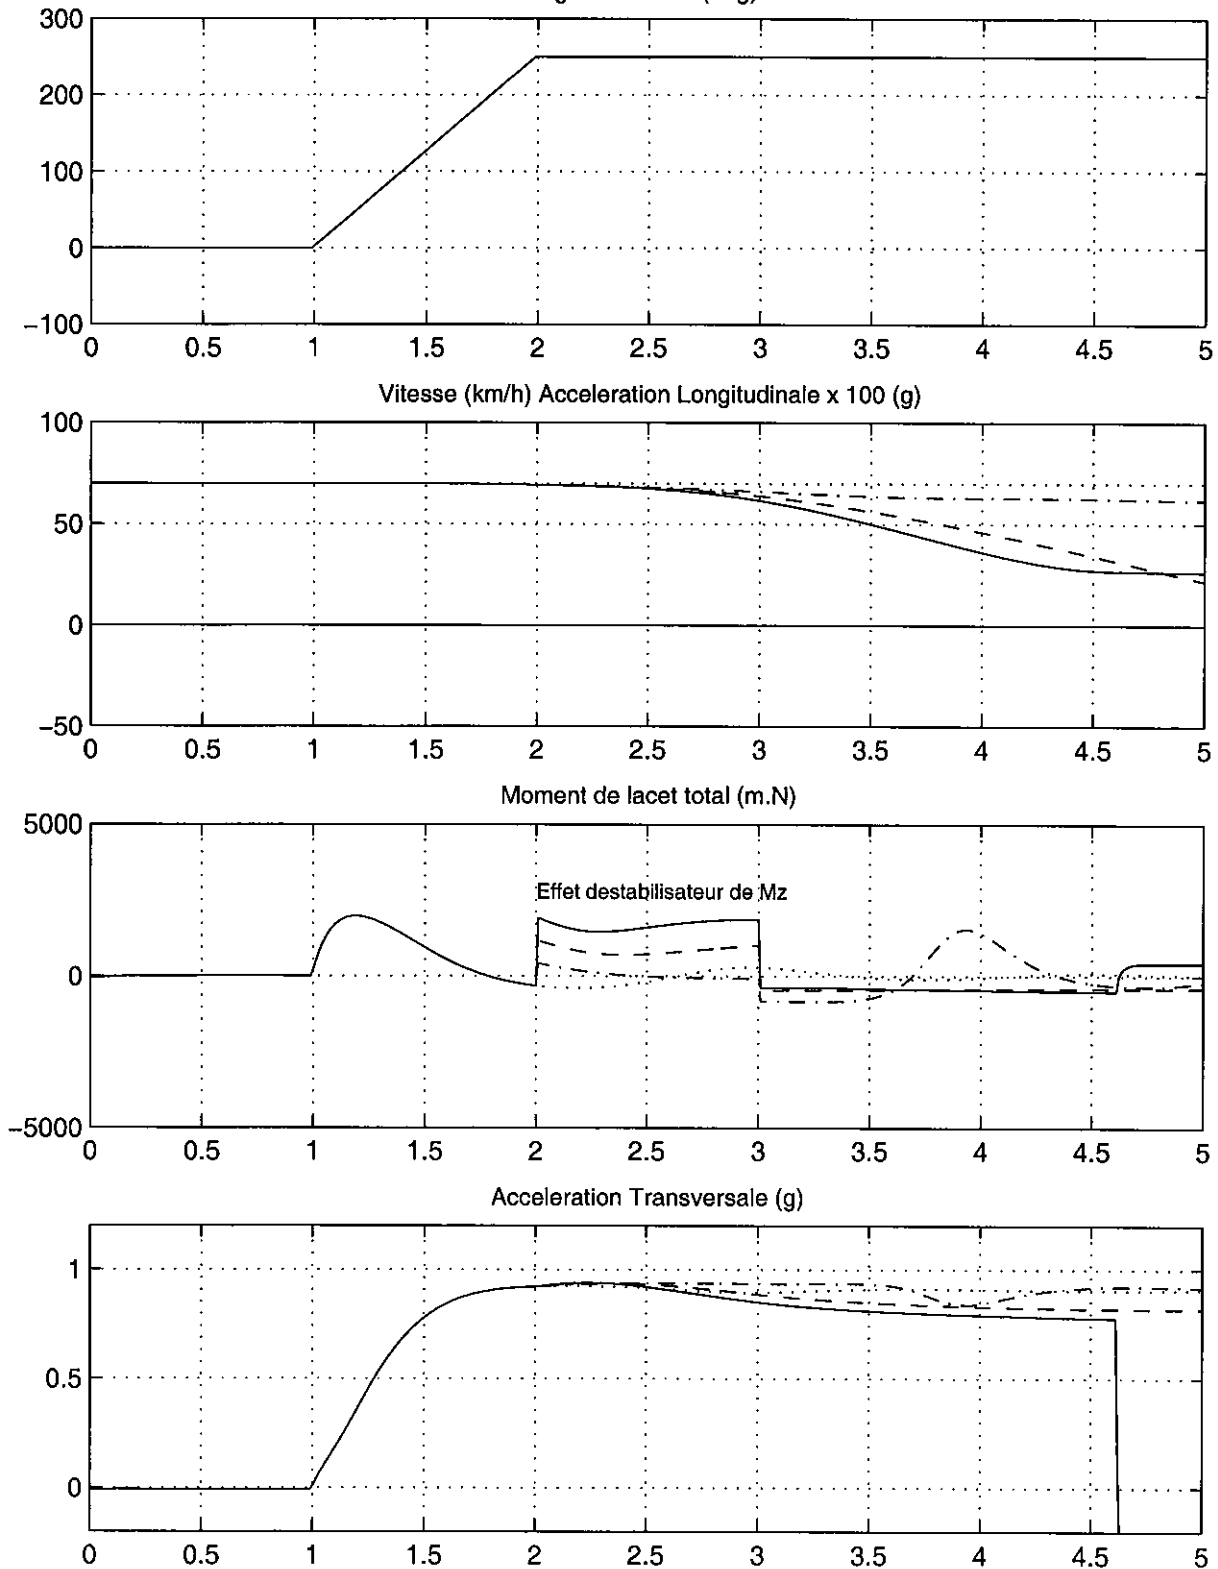 300
200
100
0
−100
0 0.5 1 1.5 2 2.5 3 3.5 4 4.5 5
Vitesse (km/h) Acceleration Longitudinale x 100 (g)
100
50
0
−50
0 0.5 1 1.5 2 2.5 3 3.5 4 4.5 5
Moment de lacet total (m.N)
5000
Effet destabilisateur de Mz
0
−5000
0 0.5 1 1.5 2 2.5 3 3.5 4 4.5 5
Acceleration Transversale (g)
1
0.5
0
0 0.5 1 1.5 2 2.5 3 3.5 4 4.5 5